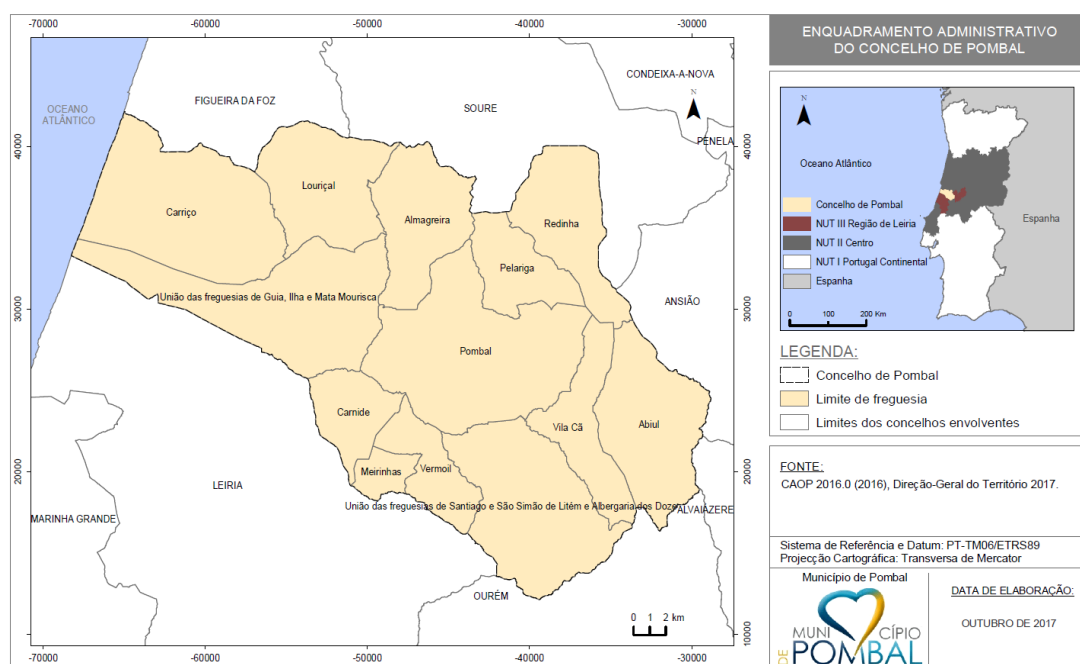 -70000
-60000
-50000
-40000
-30000
ENQUADRAMENTO ADMINISTRATIVO
DO CONCELHO DE POMBAL
CONDEIXA-A-NOVA
FIGUEIRA DA FOZ
OCEANO
ATLÂNTICO
SOURE
N
PENELA
40000
40000
Louriçal
Carriço
Almagreira
Redinha
Pelariga
União das freguesias de Guia, Ilha e Mata Mourisca
ANSIÃO
30000
30000
Pombal
Carnide
Vila Cã
Abiul
Meirinhas
Vermoil
20000
20000
LEIRIA
União das freguesias de Santiago e São Simão de Litém e Albergaria dos Doze
ALVAIÁZERE
MARINHA GRANDE
OURÉM
0 1 2 km
10000
-70000
-60000
-50000
-40000
-30000
N
Oceano Atlântico
Espanha
Concelho de Pombal
NUT III Região de Leiria
NUT II Centro
NUT I Portugal Continental
Espanha
0 100 200 Km
LEGENDA:
Concelho de Pombal
Limite de freguesia
Limites dos concelhos envolventes
FONTE:
CAOP 2016.0 (2016), Direção-Geral do Território 2017.
Sistema de Referência e Datum: PT-TM06/ETRS89
Projecção Cartográfica: Transversa de Mercator
Município de Pombal
MUNICÍPIO
DE
POMBAL
DATA DE ELABORAÇÃO:
OUTUBRO DE 2017